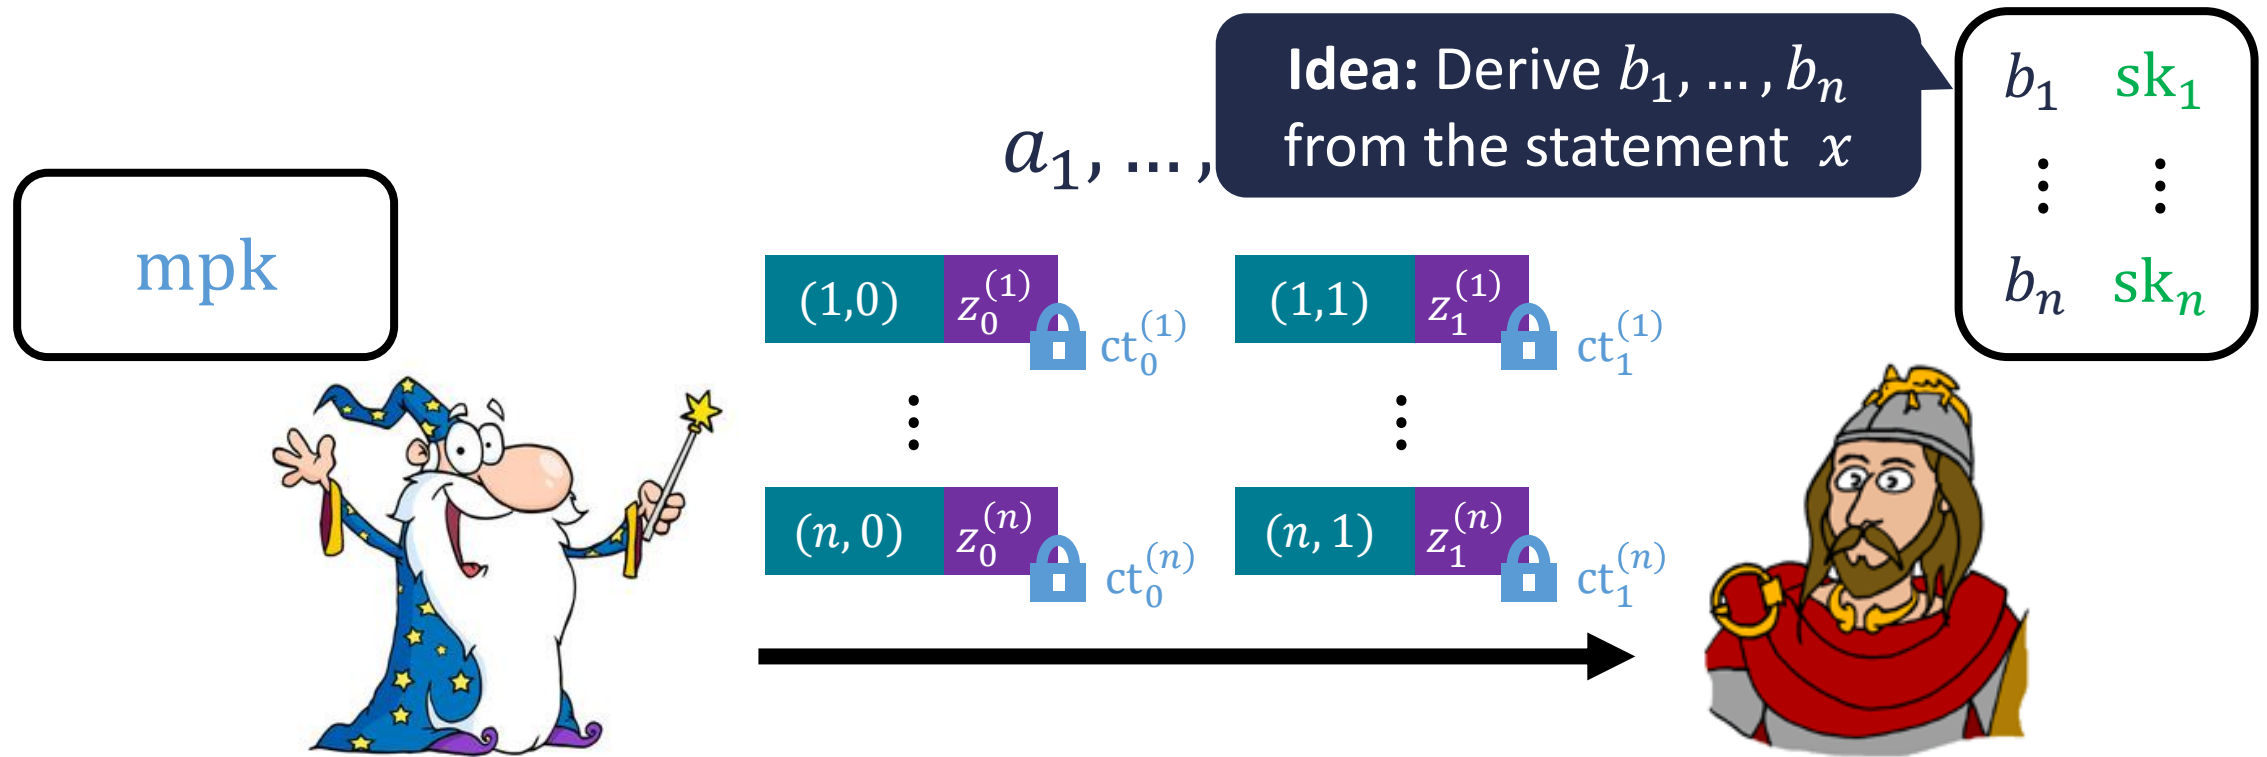 Idea: Derive b₁, … , bₙ
from the statement x
a₁, … ,
mpk
b₁ sk₁
⋮ ⋮
bₙ skₙ
(1,0) z₀⁽¹⁾ ct₀⁽¹⁾ (1,1) z₁⁽¹⁾ ct₁⁽¹⁾
⋮ ⋮
(n, 0) z₀⁽ⁿ⁾ ct₀⁽ⁿ⁾ (n, 1) z₁⁽ⁿ⁾ ct₁⁽ⁿ⁾